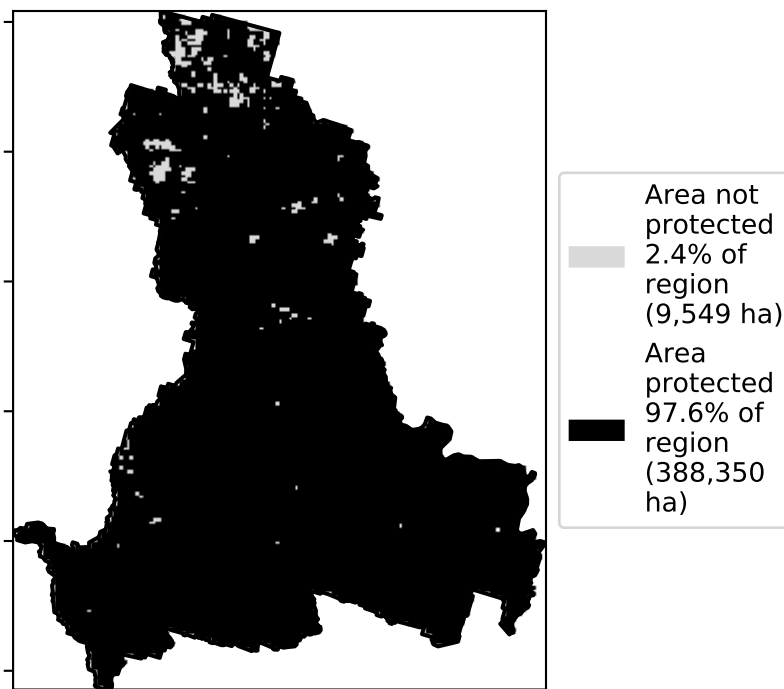 Area not
protected
2.4% of
region
(9,549 ha)
Area
protected
97.6% of
region
(388,350
ha)